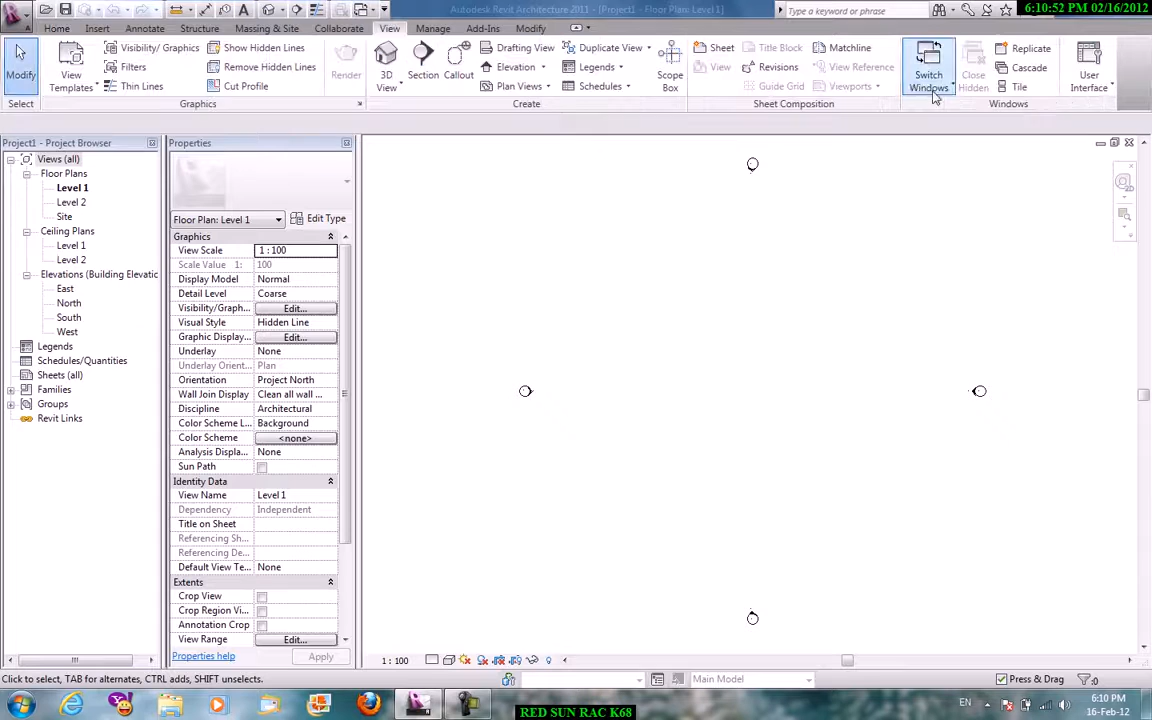 Autodesk Revit Architecture 2011 - [Project1 - Floor Plan: Level 1]
Type a keyword or phrase
6:10:52 PM 02/16/2012
Home Insert Annotate Structure Massing & Site Collaborate View Manage Add-Ins Modify
Modify
View Templates
Visibility/ Graphics
Filters
Thin Lines
Show Hidden Lines
Remove Hidden Lines
Cut Profile
Render
3D View
Section
Callout
Drafting View
Elevation
Plan Views
Duplicate View
Legends
Schedules
Scope Box
Sheet
View
Title Block
Revisions
Guide Grid
Matchline
View Reference
Viewports
Switch Windows
Close Hidden
Replicate
Cascade
Tile
User Interface
Select Graphics Create Sheet Composition Windows
Project1 - Project Browser
Views (all)
Floor Plans
Level 1
Level 2
Site
Ceiling Plans
Level 1
Level 2
Elevations (Building Elevatic
East
North
South
West
Legends
Schedules/Quantities
Sheets (all)
Families
Groups
Revit Links
Properties
Floor Plan: Level 1 Edit Type
Graphics
View Scale 1 : 100
Scale Value 1: 100
Display Model Normal
Detail Level Coarse
Visibility/Graph... Edit...
Visual Style Hidden Line
Graphic Display... Edit...
Underlay None
Underlay Orient... Plan
Orientation Project North
Wall Join Display Clean all wall ...
Discipline Architectural
Color Scheme L... Background
Color Scheme <none>
Analysis Displa... None
Sun Path
Identity Data
View Name Level 1
Dependency Independent
Title on Sheet
Referencing Sh...
Referencing De...
Default View Te... None
Extents
Crop View
Crop Region Vi...
Annotation Crop
View Range Edit...
Properties help Apply
1 : 100
Click to select, TAB for alternates, CTRL adds, SHIFT unselects.
Main Model
Press & Drag
:0
EN
6:10 PM
16-Feb-12
RED SUN RAC K68